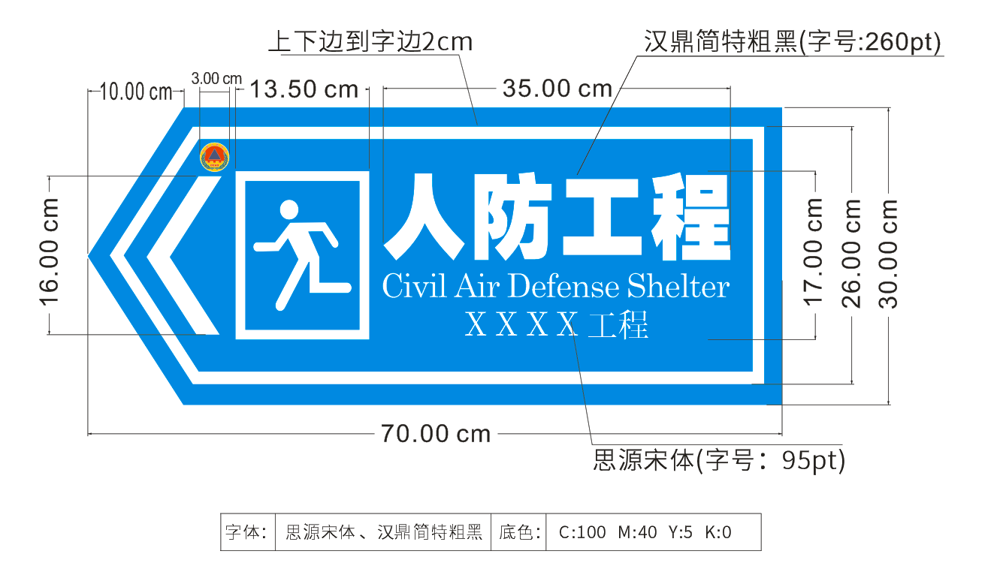 上下边到字边2cm
汉鼎简特粗黑(字号:260pt)
10.00 cm
3.00 cm
13.50 cm
35.00 cm
16.00 cm
人防工程
Civil Air Defense Shelter
X X X X 工程
17.00 cm
26.00 cm
30.00 cm
70.00 cm
思源宋体(字号：95pt)
字体: 思源宋体、汉鼎简特粗黑 底色: C:100 M:40 Y:5 K:0